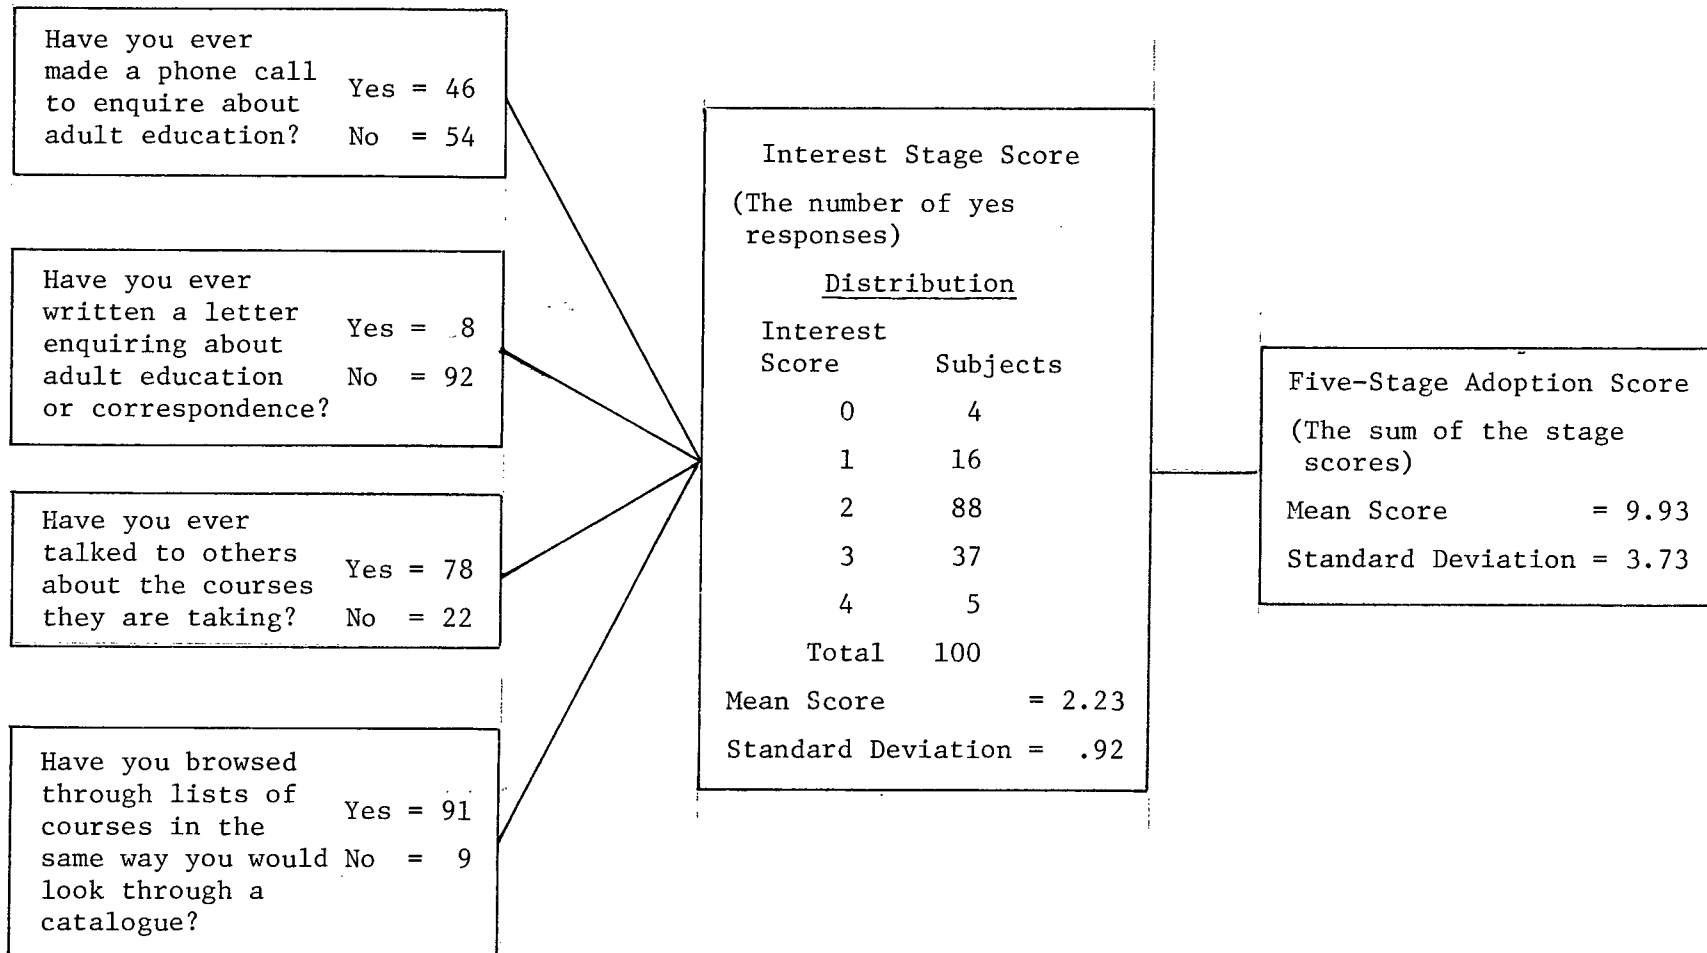 Have you ever
made a phone call
to enquire about
adult education?
Yes = 46
No = 54
Have you ever
written a letter
enquiring about
adult education
or correspondence?
Yes = 8
No = 92
Have you ever
talked to others
about the courses
they are taking?
Yes = 78
No = 22
Have you browsed
through lists of
courses in the
same way you would
look through a
catalogue?
Yes = 91
No = 9
Interest Stage Score
(The number of yes
responses)
Distribution
Interest
Score Subjects
0 4
1 16
2 88
3 37
4 5
Total 100
Mean Score = 2.23
Standard Deviation = .92
Five-Stage Adoption Score
(The sum of the stage
scores)
Mean Score = 9.93
Standard Deviation = 3.73